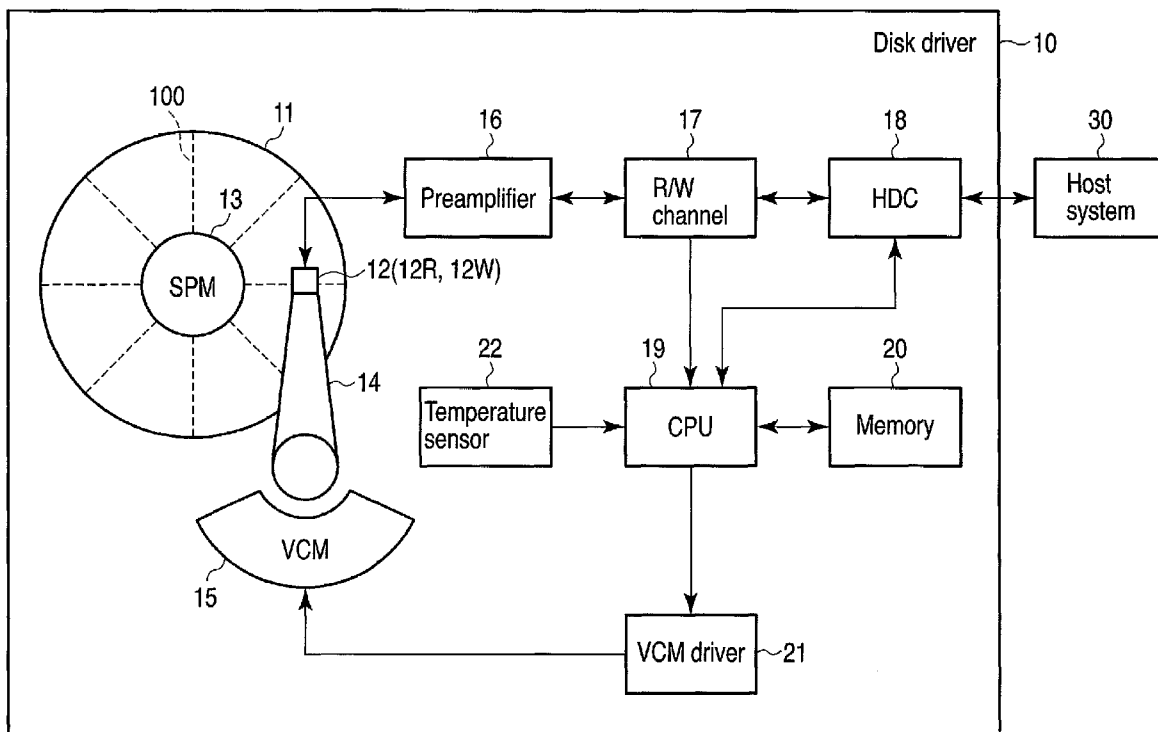 Disk driver
10
100
11
16
17
18
30
13
Preamplifier
R/W
channel
HDC
Host
system
SPM
12(12R, 12W)
14
22
19
20
Temperature
sensor
CPU
Memory
VCM
15
VCM driver
21